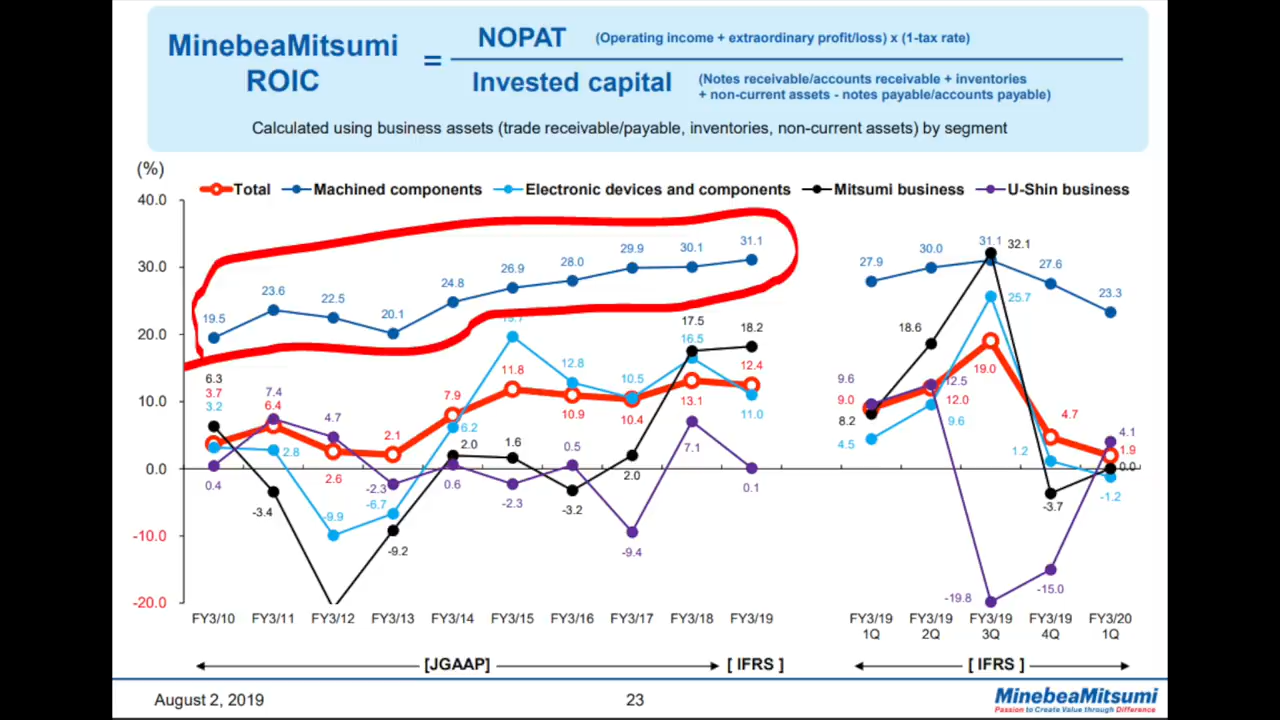 MinebeaMitsumi
ROIC
=
NOPAT (Operating income + extraordinary profit/loss) x (1-tax rate)
Invested capital (Notes receivable/accounts receivable + inventories
+ non-current assets - notes payable/accounts payable)
Calculated using business assets (trade receivable/payable, inventories, non-current assets) by segment
(%)
Total Machined components Electronic devices and components Mitsumi business U-Shin business
40.0
30.0
20.0
10.0
0.0
-10.0
-20.0
19.5 23.6 22.5 20.1 24.8 26.9 28.0 29.9 30.1 31.1
6.3 -3.4 -9.2 2.0 1.6 -3.2 2.0 17.5 18.2
3.7 6.4 2.6 2.1 7.9 11.8 10.9 10.4 13.1 12.4
3.2 2.8 -9.9 -6.7 6.2 12.8 10.5 16.5 11.0
0.4 7.4 4.7 -2.3 0.6 -2.3 0.5 -9.4 7.1 0.1
27.9 30.0 31.1 27.6 23.3
8.2 18.6 32.1 -3.7 0.0
9.0 12.0 19.0 4.7 1.9
4.5 9.6 25.7 1.2 -1.2
9.6 12.5 -19.8 -15.0 4.1
FY3/10 FY3/11 FY3/12 FY3/13 FY3/14 FY3/15 FY3/16 FY3/17 FY3/18 FY3/19
FY3/19 FY3/19 FY3/19 FY3/19 FY3/20
1Q 2Q 3Q 4Q 1Q
[JGAAP] [ IFRS ] [ IFRS ]
August 2, 2019 23 MinebeaMitsumi
Passion to Create Value through Difference